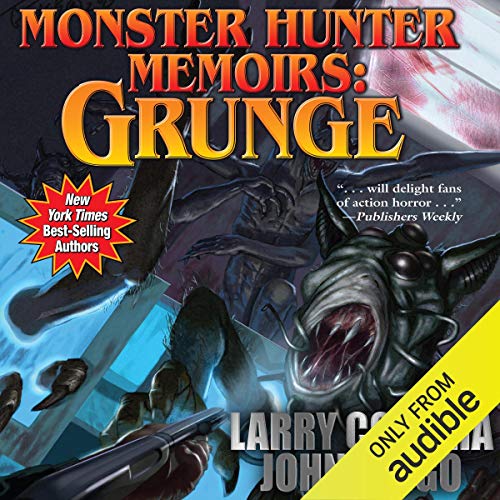 MONSTER HUNTER
MEMOIRS:
GRUNGE
New
York Times
Best-Selling
Authors
“. . . will delight fans
of action horror . . .”
—Publishers Weekly
LARRY
JOHN
ONLY FROM
audible